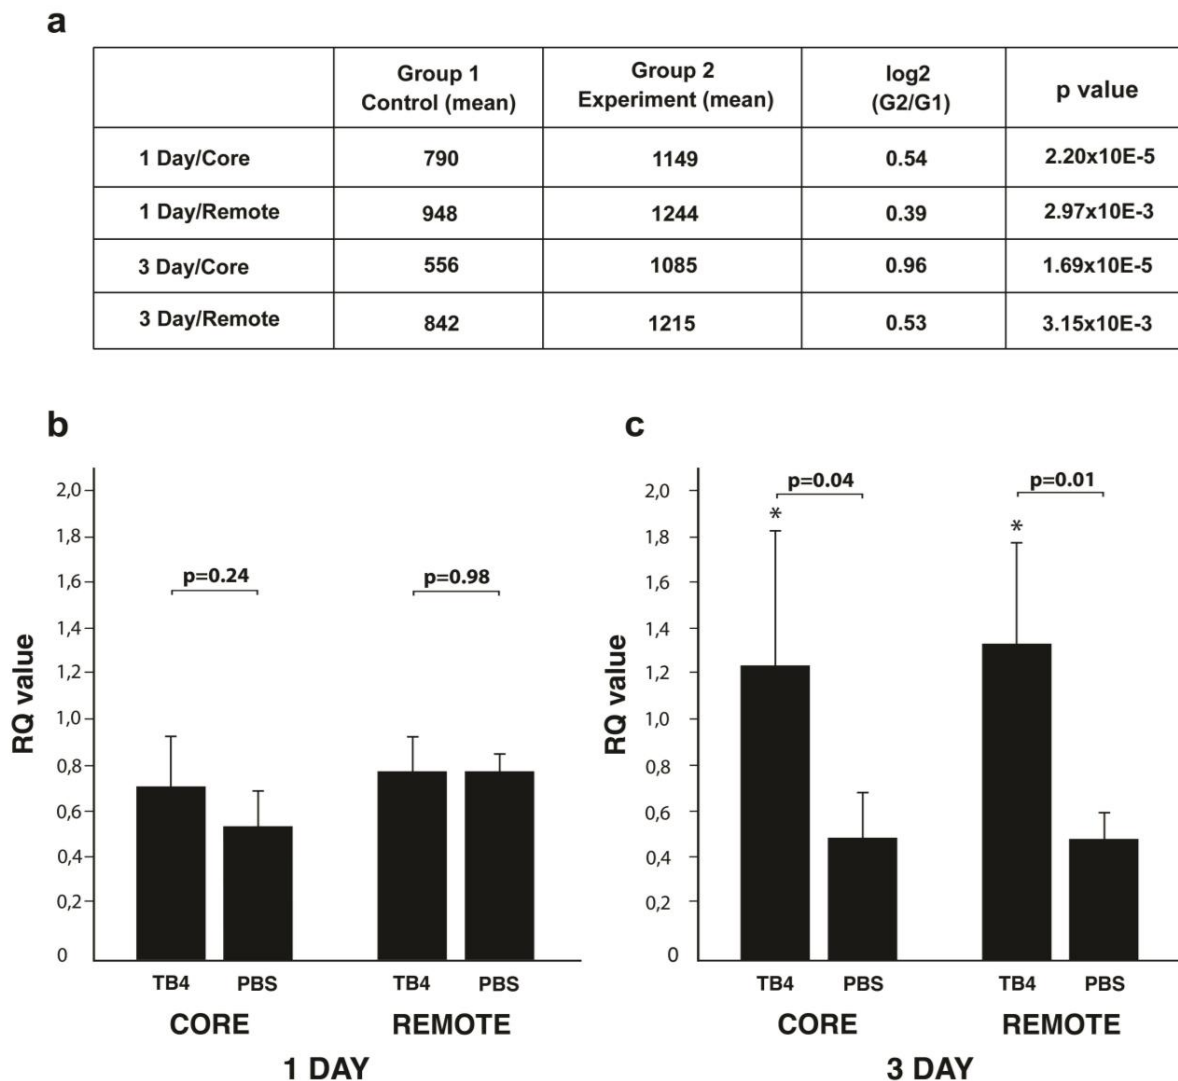 a
Group 1 Control (mean) Group 2 Experiment (mean) log2 (G2/G1) p value
1 Day/Core 790 1149 0.54 2.20x10E-5
1 Day/Remote 948 1244 0.39 2.97x10E-3
3 Day/Core 556 1085 0.96 1.69x10E-5
3 Day/Remote 842 1215 0.53 3.15x10E-3
b
RQ value
2,0
1,8
1,6
1,4
1,2
1,0
0,8
0,6
0,4
0,2
0
p=0.24 p=0.98
TB4 PBS TB4 PBS
CORE REMOTE
1 DAY
c
RQ value
2,0
1,8
1,6
1,4
1,2
1,0
0,8
0,6
0,4
0,2
0
p=0.04 p=0.01
* *
TB4 PBS TB4 PBS
CORE REMOTE
3 DAY